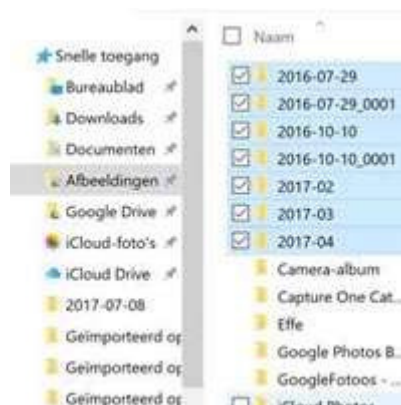 Snelle toegang
Bureaublad
Downloads
Documenten
Afbeeldingen
Google Drive
iCloud-foto's
iCloud Drive
2017-07-08
Geïmporteerd op
Geïmporteerd op
Geïmporteerd op
Naam
2016-07-29
2016-07-29_0001
2016-10-10
2016-10-10_0001
2017-02
2017-03
2017-04
Camera-album
Capture One Cat...
Effe
Google Photos B...
GoogleFotoos - ...
iCloud Photos